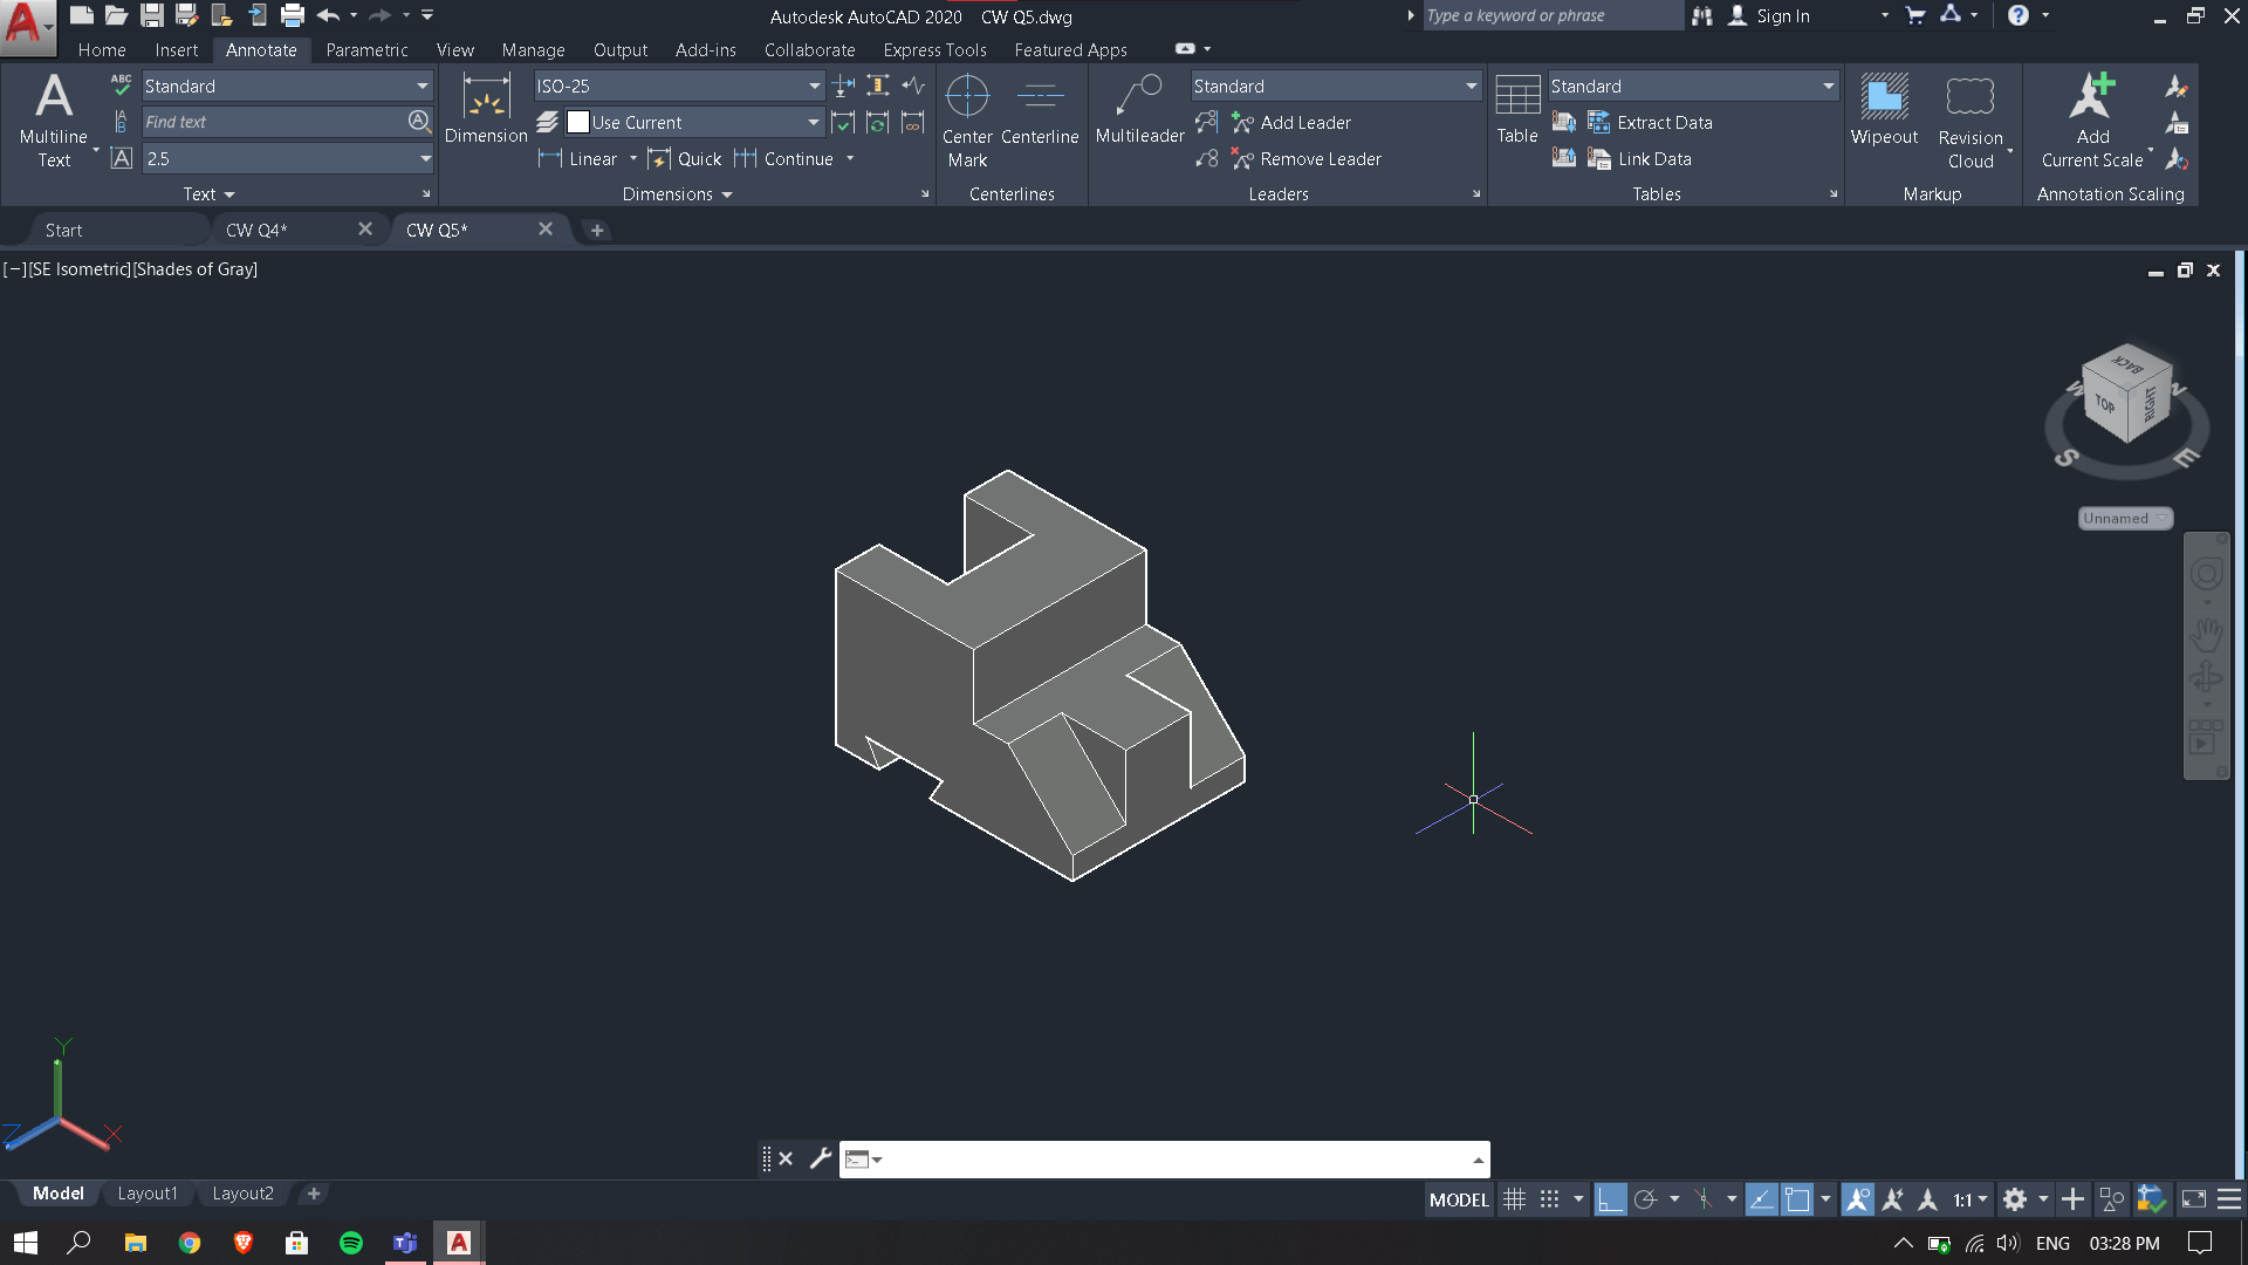 Autodesk AutoCAD 2020 CW Q5.dwg
Type a keyword or phrase
Sign In
Home Insert Annotate Parametric View Manage Output Add-ins Collaborate Express Tools Featured Apps
Multiline
Text
ABC
Standard
Find text
2.5
Text
Dimension
ISO-25
Use Current
Linear Quick Continue
Dimensions
Center
Mark
Centerline
Centerlines
Multileader
Standard
Add Leader
Remove Leader
Leaders
Table
Standard
Extract Data
Link Data
Tables
Wipeout
Revision
Cloud
Markup
Add
Current Scale
Annotation Scaling
Start
CW Q4*
CW Q5*
[−][SE Isometric][Shades of Gray]
BACK
TOP
RIGHT
W
N
S
E
Unnamed
Y
Z
X
Model Layout1 Layout2
MODEL
1:1
ENG 03:28 PM